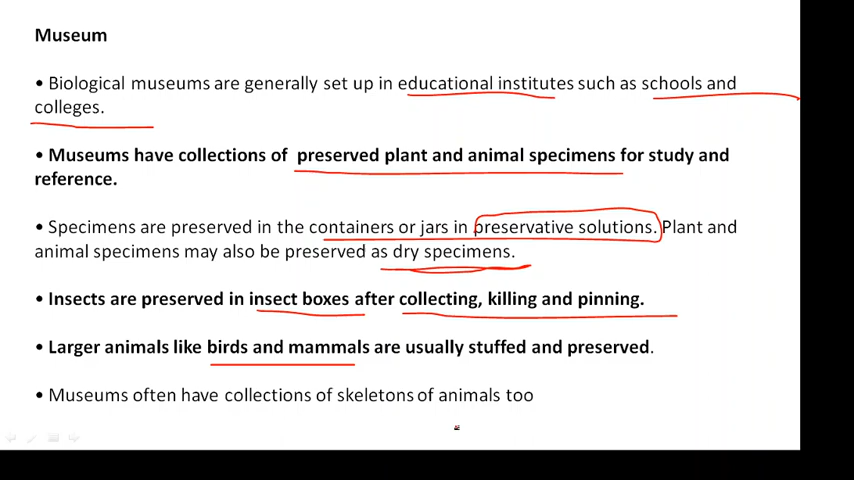 Museum
• Biological museums are generally set up in educational institutes such as schools and
colleges.
• Museums have collections of preserved plant and animal specimens for study and
reference.
• Specimens are preserved in the containers or jars in preservative solutions. Plant and
animal specimens may also be preserved as dry specimens.
• Insects are preserved in insect boxes after collecting, killing and pinning.
• Larger animals like birds and mammals are usually stuffed and preserved.
• Museums often have collections of skeletons of animals too